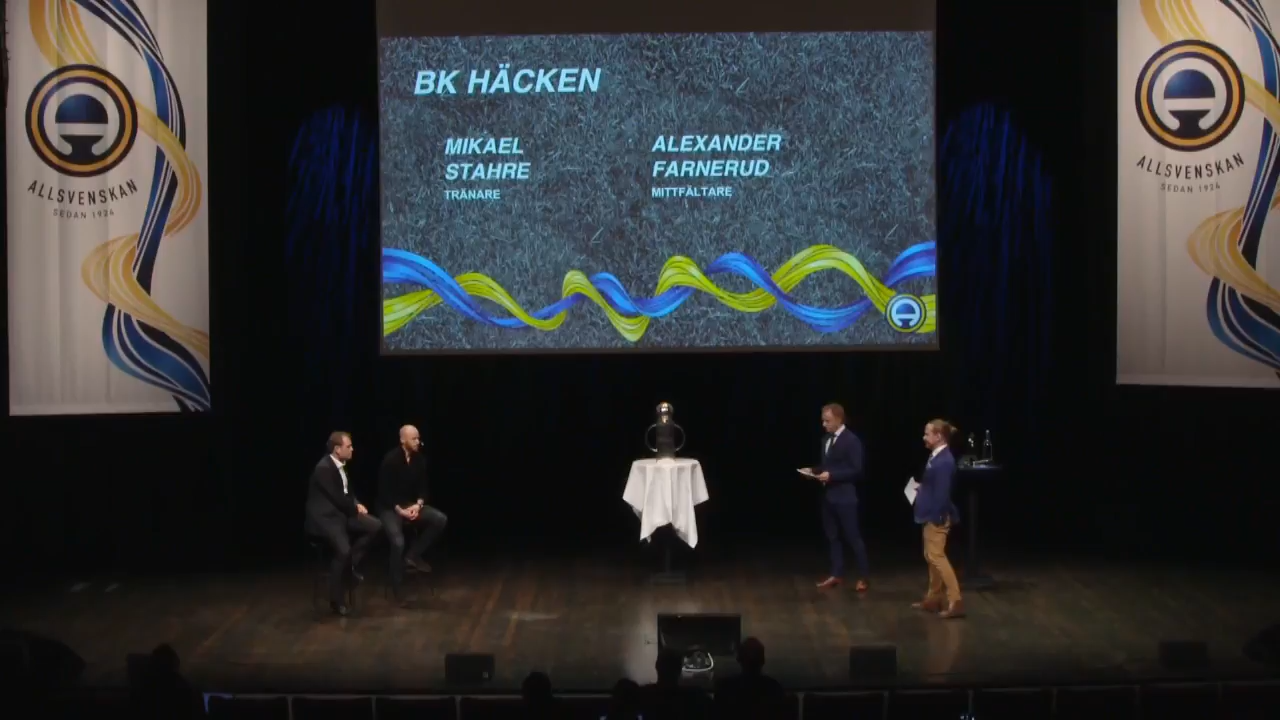 BK HÄCKEN
MIKAEL
STAHRE
TRÄNARE
ALEXANDER
FARNERUD
MITTFÄLTARE
ALLSVENSKAN
SEDAN 1924
ALLSVENSKAN
SEDAN 1924